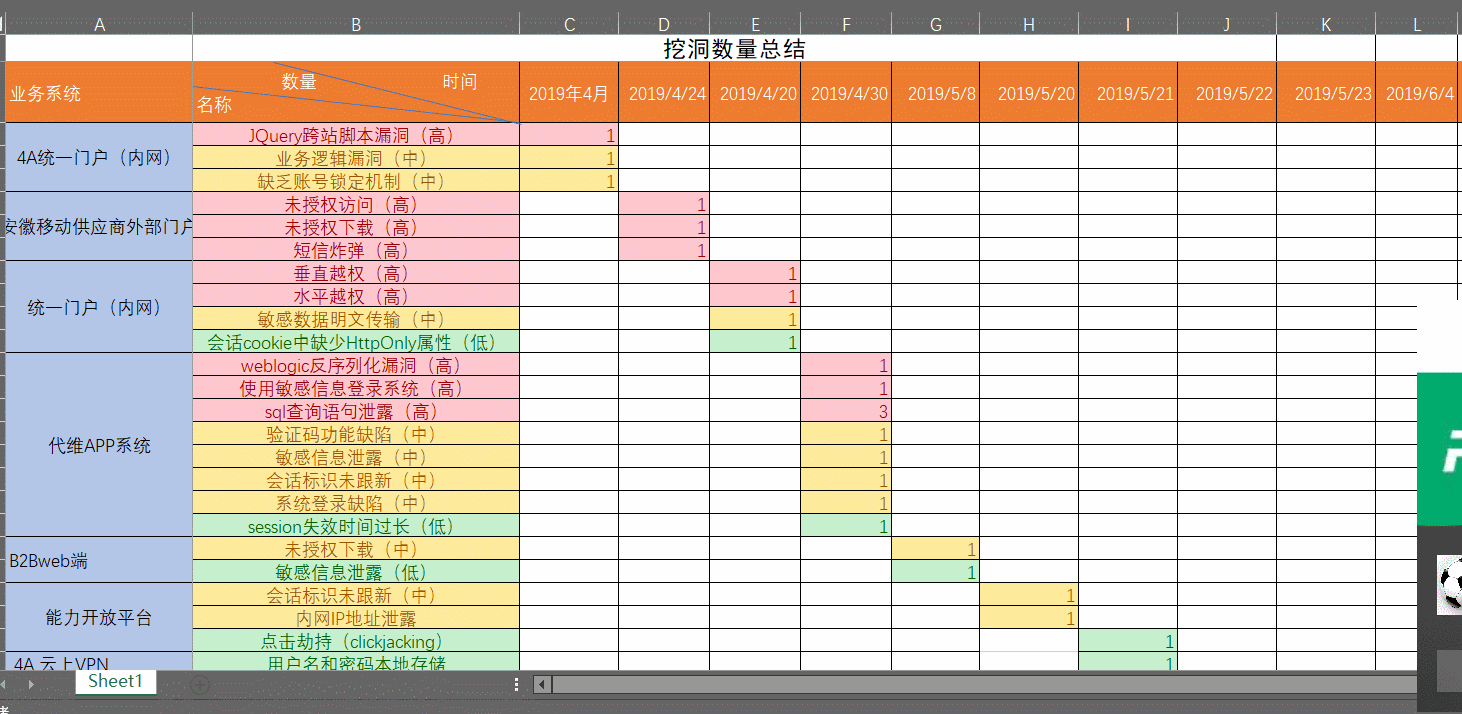 A B C D E F G H I J K L
挖洞数量总结
业务系统 数量 时间 名称 2019年4月 2019/4/24 2019/4/20 2019/4/30 2019/5/8 2019/5/20 2019/5/21 2019/5/22 2019/5/23 2019/6/4
4A统一门户（内网）
JQuery跨站脚本漏洞（高） 1
业务逻辑漏洞（中） 1
缺乏账号锁定机制（中） 1
安徽移动供应商外部门户
未授权访问（高） 1
未授权下载（高） 1
短信炸弹（高） 1
统一门户（内网）
垂直越权（高） 1
水平越权（高） 1
敏感数据明文传输（中） 1
会话cookie中缺少HttpOnly属性（低） 1
代维APP系统
weblogic反序列化漏洞（高） 1
使用敏感信息登录系统（高） 1
sql查询语句泄露（高） 3
验证码功能缺陷（中） 1
敏感信息泄露（中） 1
会话标识未跟新（中） 1
系统登录缺陷（中） 1
session失效时间过长（低） 1
B2Bweb端
未授权下载（中） 1
敏感信息泄露（低） 1
能力开放平台
会话标识未跟新（中） 1
内网IP地址泄露 1
点击劫持（clickjacking） 1
4A 云上VPN
用户名和密码本地存储 1
Sheet1